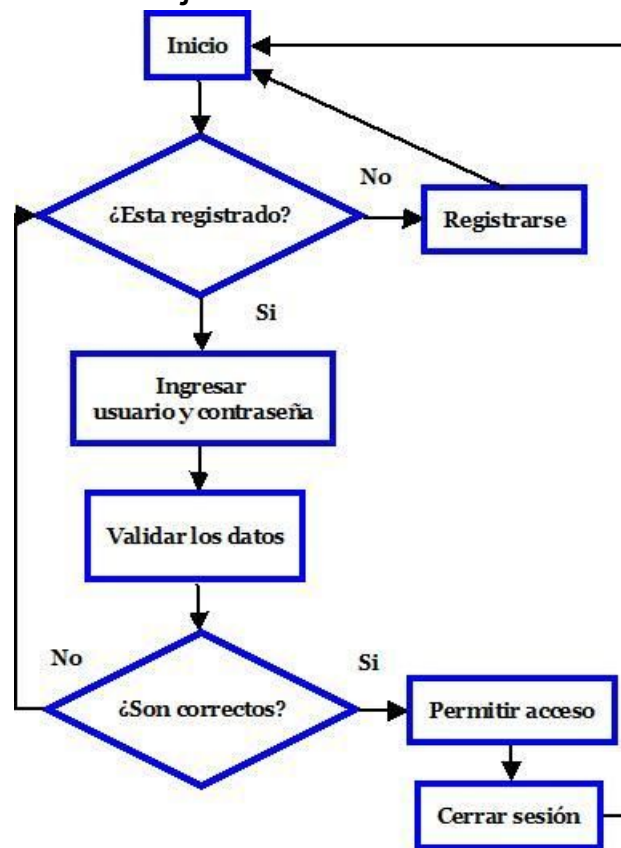 Inicio
¿Esta registrado?
No
Registrarse
Si
Ingresar
usuario y contraseña
Validar los datos
No
Si
¿Son correctos?
Permitir acceso
Cerrar sesión